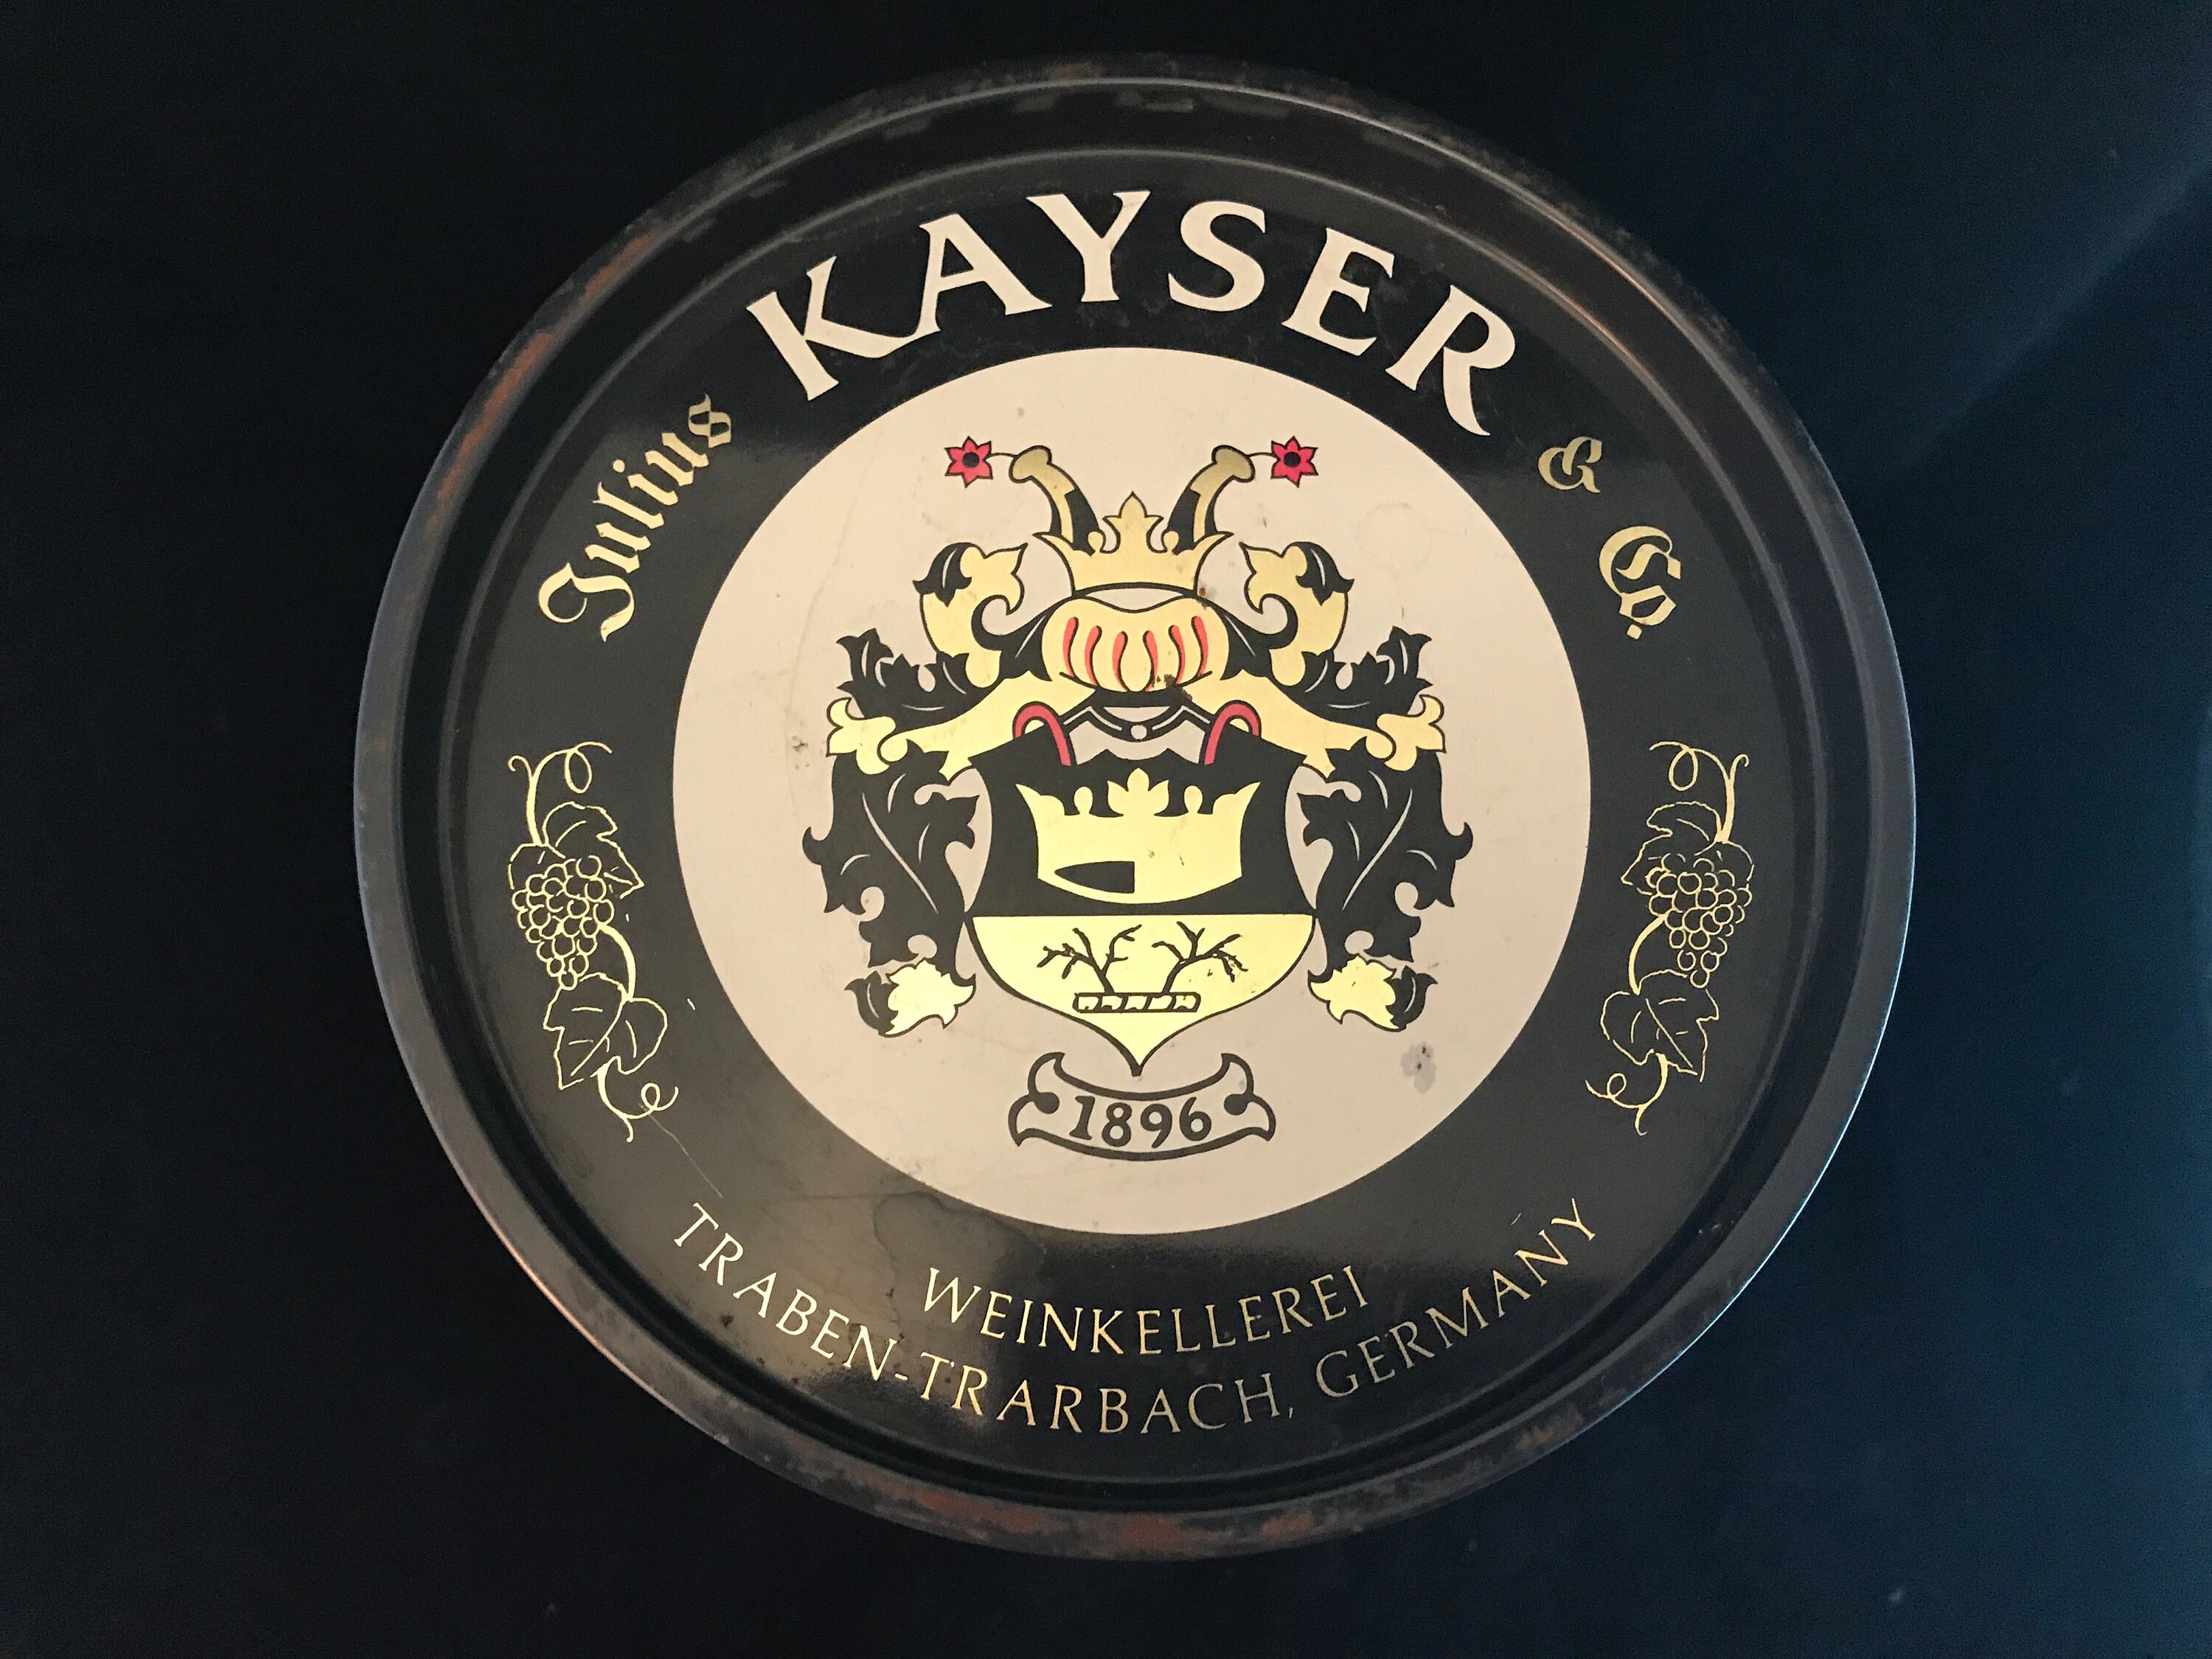 Julius KAYSER & Co.
1896
WEINKELLEREI
TRABEN-TRARBACH, GERMANY